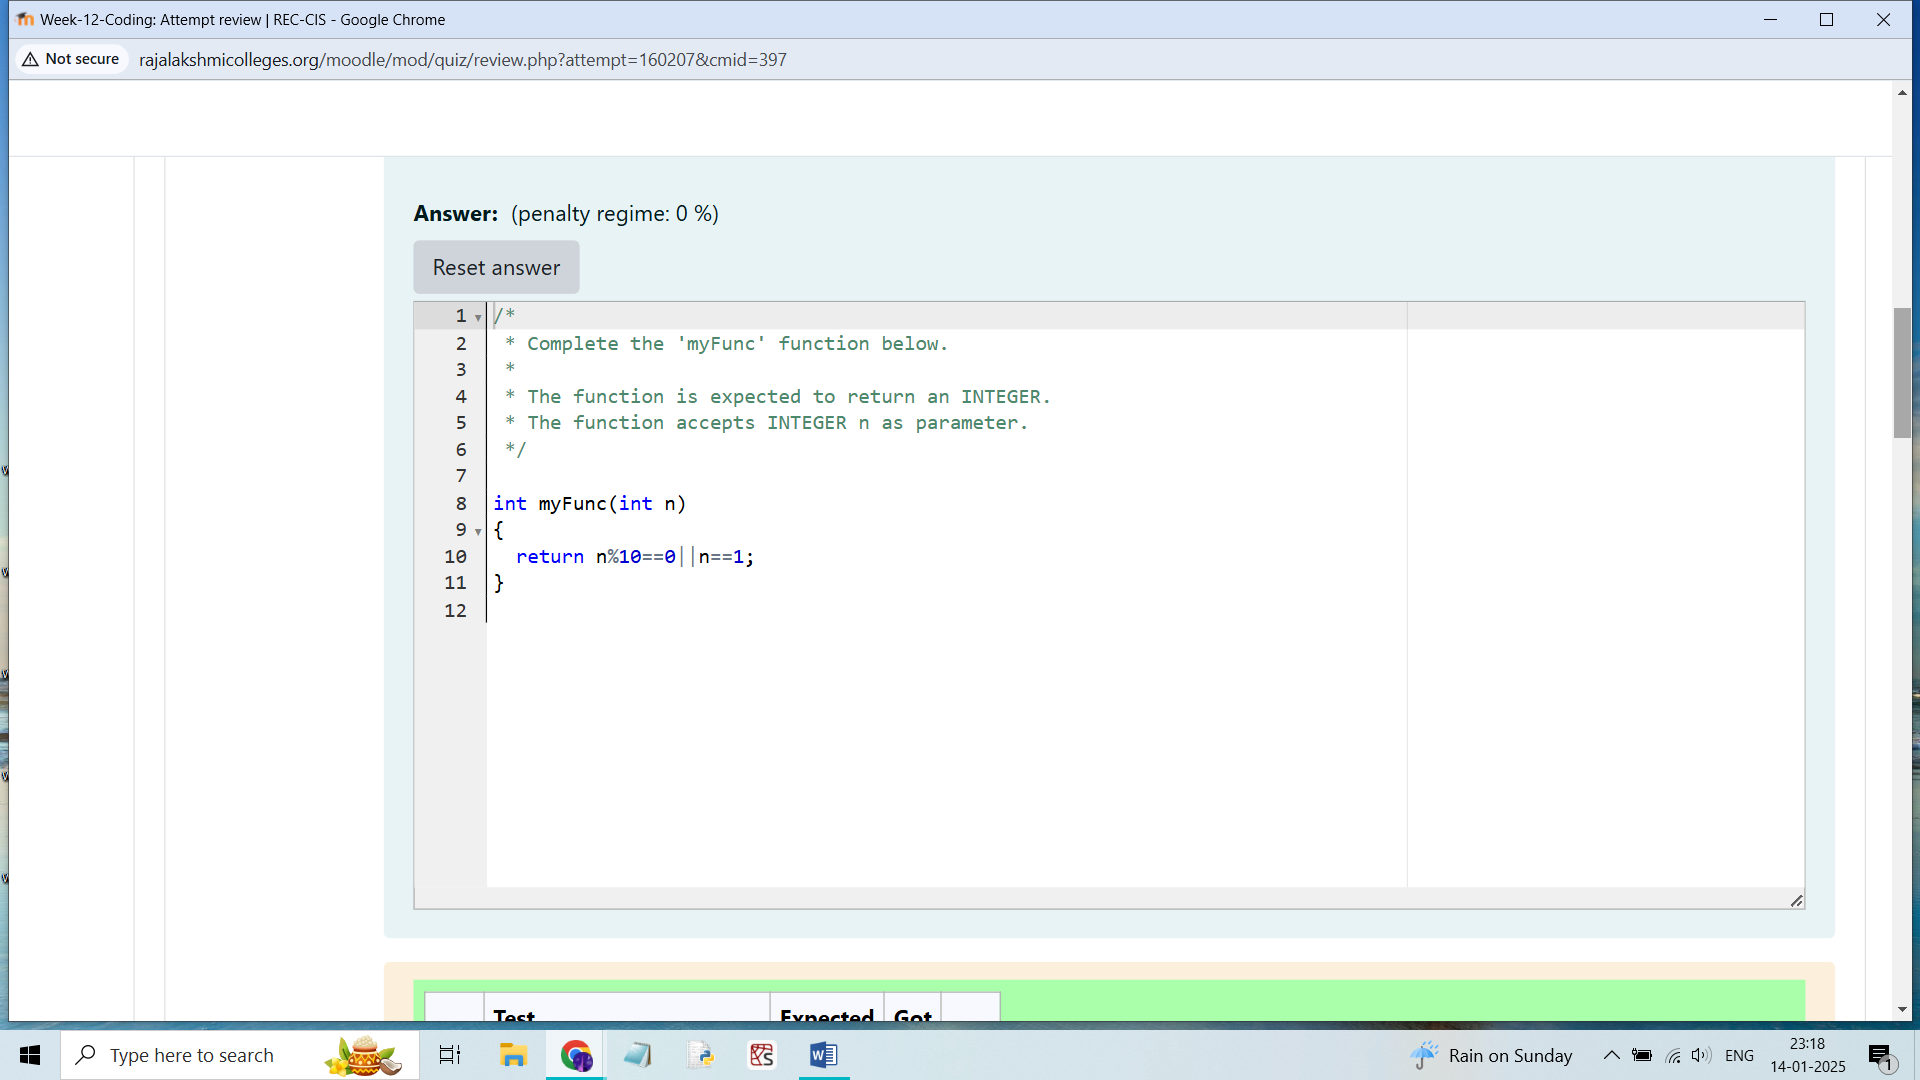 Week-12-Coding: Attempt review | REC-CIS - Google Chrome
Not secure
rajalakshmicolleges.org/moodle/mod/quiz/review.php?attempt=160207&cmid=397
Answer: (penalty regime: 0 %)
Reset answer
1 /*
2 * Complete the 'myFunc' function below.
3 *
4 * The function is expected to return an INTEGER.
5 * The function accepts INTEGER n as parameter.
6 */
7
8 int myFunc(int n)
9 {
10 return n%10==0||n==1;
11 }
12
Test Expected Got
Type here to search
Rain on Sunday
ENG
23:18
14-01-2025
1